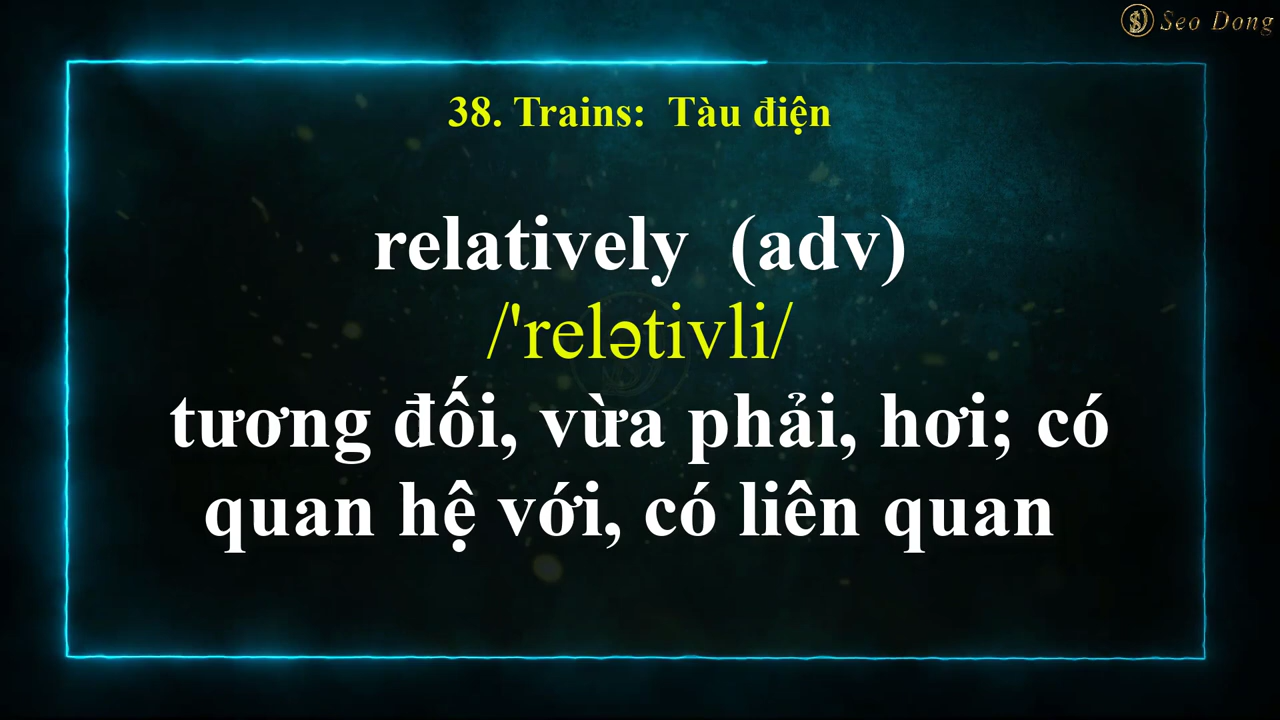 Seo Dong
38. Trains: Tàu điện
relatively (adv)
/'relətivli/
tương đối, vừa phải, hơi; có
quan hệ với, có liên quan